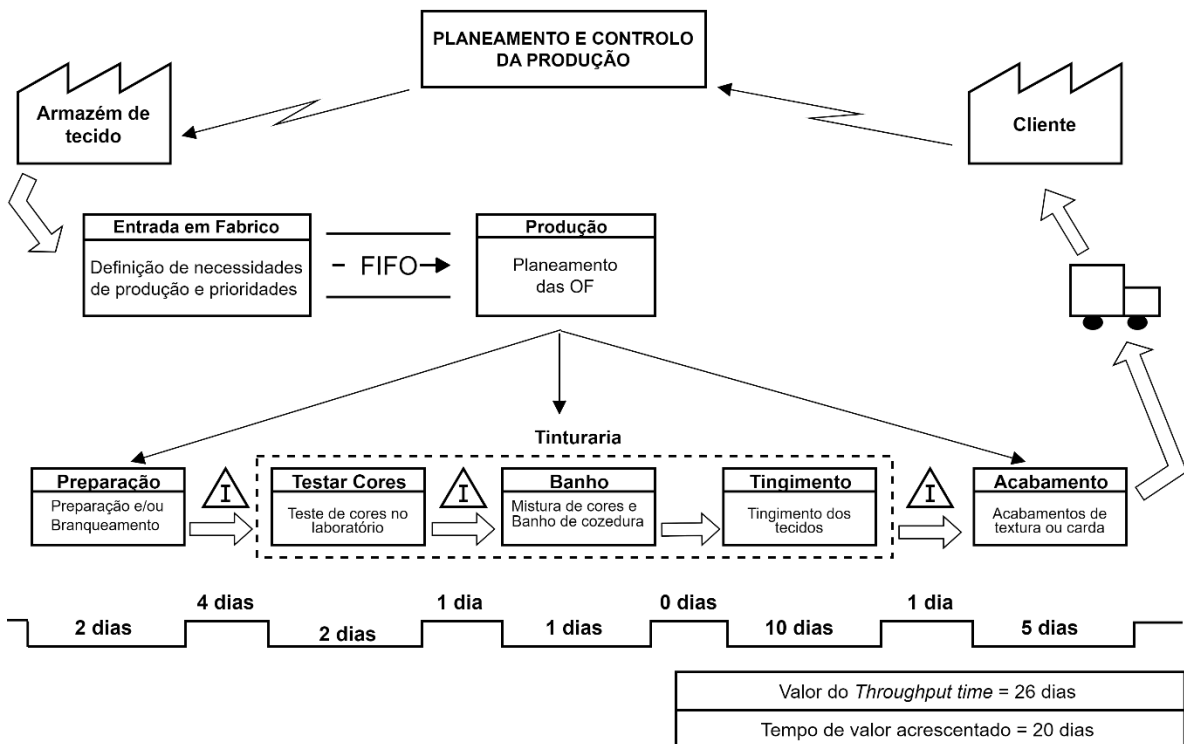 PLANEAMENTO E CONTROLO
DA PRODUÇÃO
Armazém de
tecido
Cliente
Entrada em Fabrico
Definição de necessidades
de produção e prioridades
FIFO
Produção
Planeamento
das OF
Tinturaria
Preparação
Preparação e/ou
Branqueamento
I
Testar Cores
Teste de cores no
laboratório
I
Banho
Mistura de cores e
Banho de cozedura
Tingimento
Tingimento dos
tecidos
I
Acabamento
Acabamentos de
textura ou carda
2 dias
4 dias
2 dias
1 dia
1 dias
0 dias
10 dias
1 dia
5 dias
Valor do Throughput time = 26 dias
Tempo de valor acrescentado = 20 dias